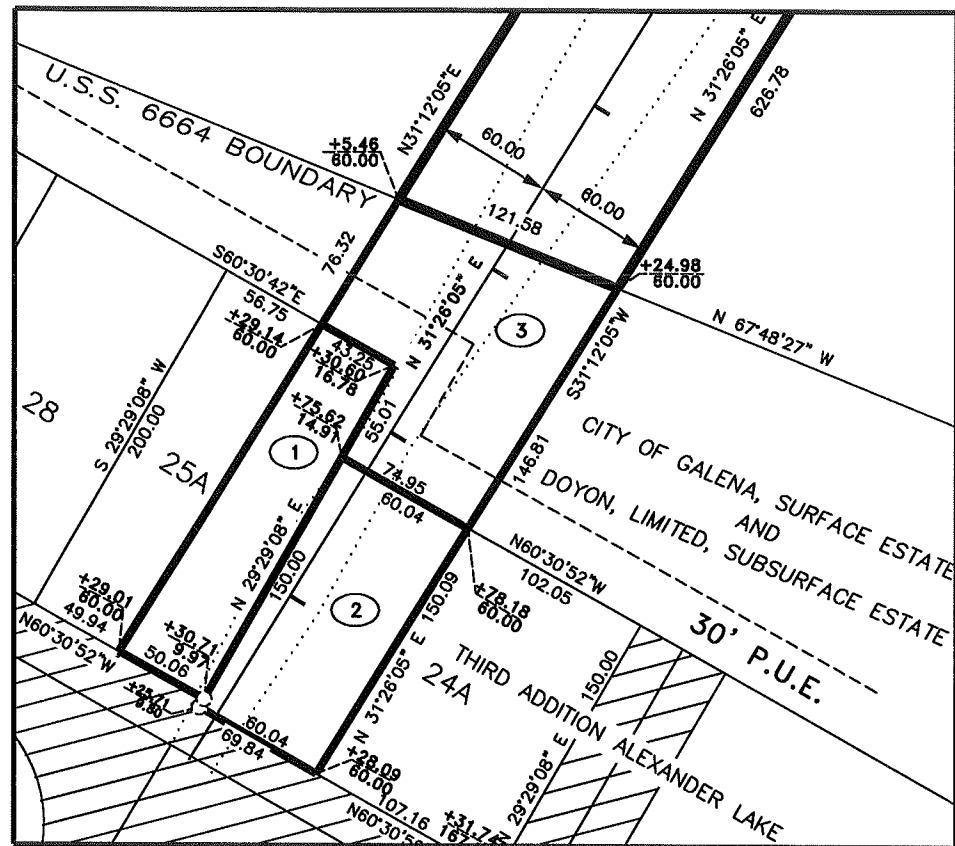 N 31°26'05" E
626.78
N31°12'05"E
U.S.S. 6664 BOUNDARY
+5.46
60.00
60.00
60.00
121.58
+24.98
60.00
76.32
S60°30'42"E
56.75
+29.14
60.00
43.25
+30.60
16.78
N 31°26'05" E
3
N 67°48'27" W
S31°12'05"W
28
S 29°29'08" W
200.00
25A
+75.62
14.91
1
55.01
74.95
60.04
146.81
CITY OF GALENA, SURFACE ESTATE
AND
DOYON, LIMITED, SUBSURFACE ESTATE
N 29°29'08" E
150.00
N60°30'52"W
102.05
+78.18
60.00
30' P.U.E.
2
+29.01
60.00
49.94
N60°30'52"W
50.06
+30.71
9.97
9.80
60.04
69.84
N 31°26'05" E 150.09
THIRD ADDITION ALEXANDER LAKE
24A
150.00
N 29°29'08" E
+28.09
60.00
107.16